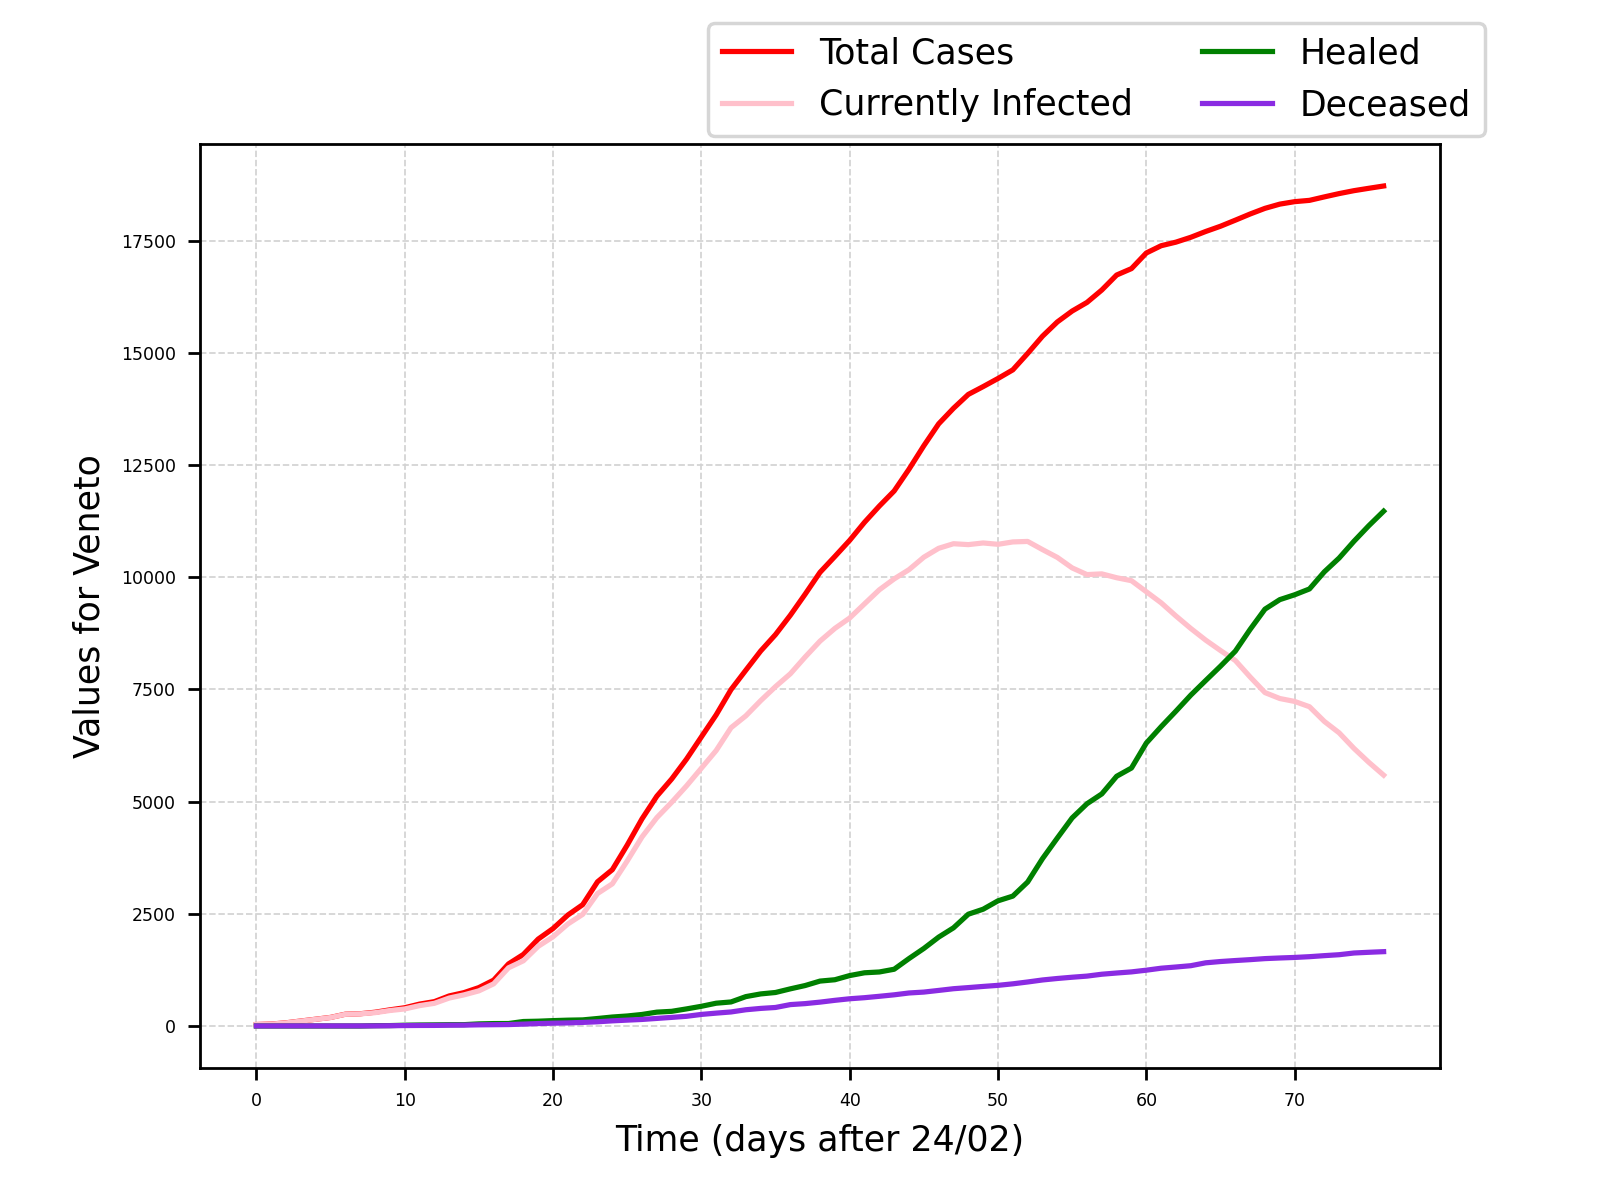 Total Cases
Currently Infected
Healed
Deceased
17500
15000
12500
10000
7500
5000
2500
0
Values for Veneto
0 10 20 30 40 50 60 70
Time (days after 24/02)